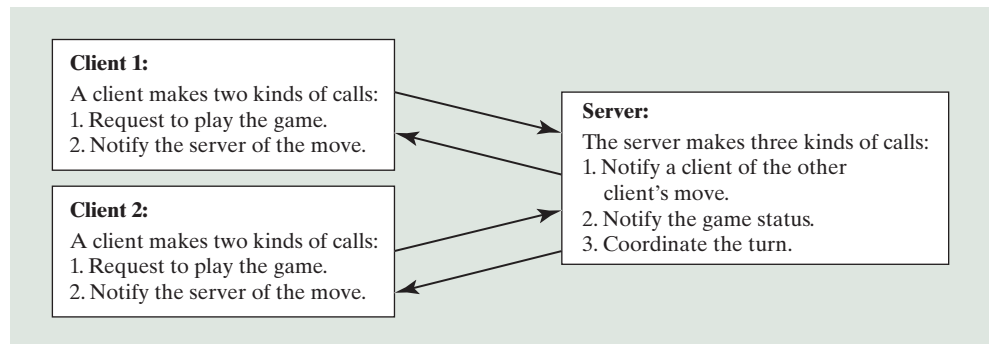 Client 1:
A client makes two kinds of calls:
1. Request to play the game.
2. Notify the server of the move.
Client 2:
A client makes two kinds of calls:
1. Request to play the game.
2. Notify the server of the move.
Server:
The server makes three kinds of calls:
1. Notify a client of the other
client’s move.
2. Notify the game status.
3. Coordinate the turn.